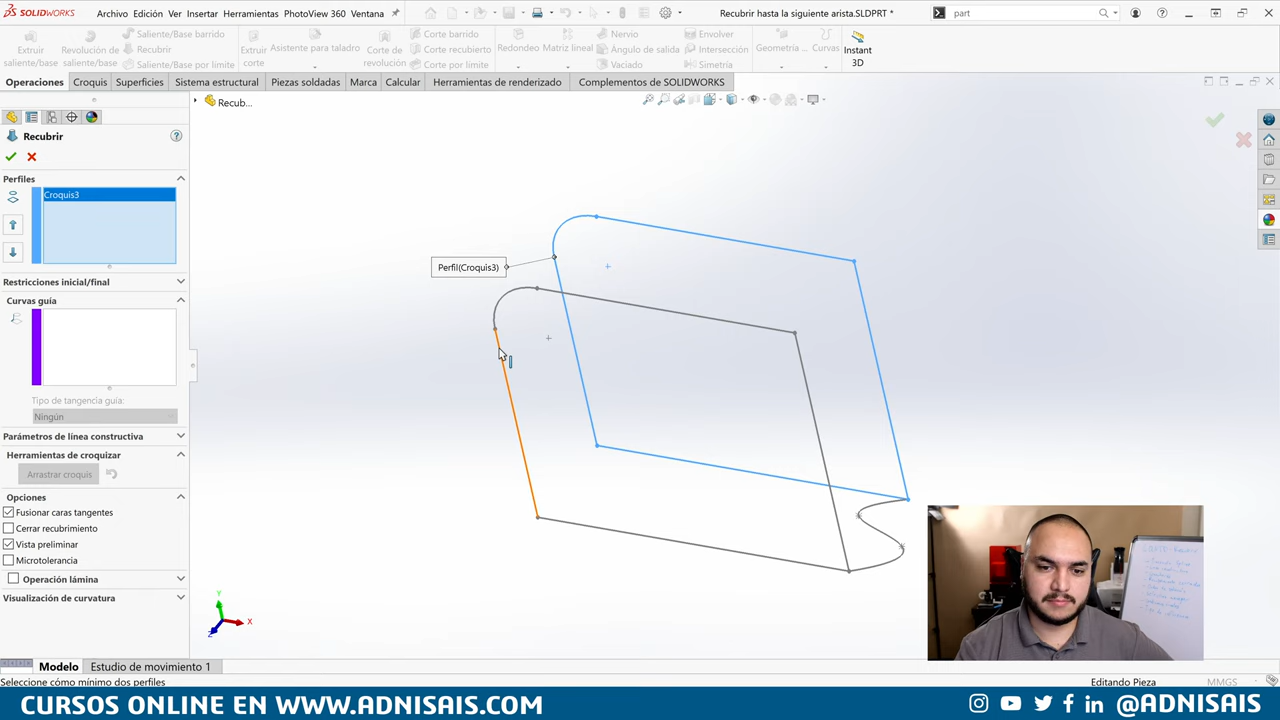 SOLIDWORKS
Archivo Edición Ver Insertar Herramientas PhotoView 360 Ventana
Recubrir hasta la siguiente arista.SLDPRT *
part
Extruir saliente/base
Revolución de saliente/base
Saliente/Base barrido
Recubrir
Saliente/Base por límite
Extruir corte
Asistente para taladro
Corte de revolución
Corte barrido
Corte recubierto
Corte por límite
Redondeo
Matriz lineal
Nervio
Ángulo de salida
Vaciado
Envolver
Intersección
Simetría
Geometría ...
Curvas
Instant 3D
Operaciones Croquis Superficies Sistema estructural Piezas soldadas Marca Calcular Herramientas de renderizado Complementos de SOLIDWORKS
Recub...
Recubrir
Perfiles
Croquis3
Restricciones inicial/final
Curvas guía
Tipo de tangencia guía:
Ningún
Parámetros de línea constructiva
Herramientas de croquizar
Arrastrar croquis
Opciones
Fusionar caras tangentes
Cerrar recubrimiento
Vista preliminar
Microtolerancia
Operación lámina
Visualización de curvatura
Perfil(Croquis3)
Y
X
Z
Modelo Estudio de movimiento 1
Seleccione cómo mínimo dos perfiles
Editando Pieza
MMGS
CURSOS ONLINE EN WWW.ADNISAIS.COM
@ADNISAIS